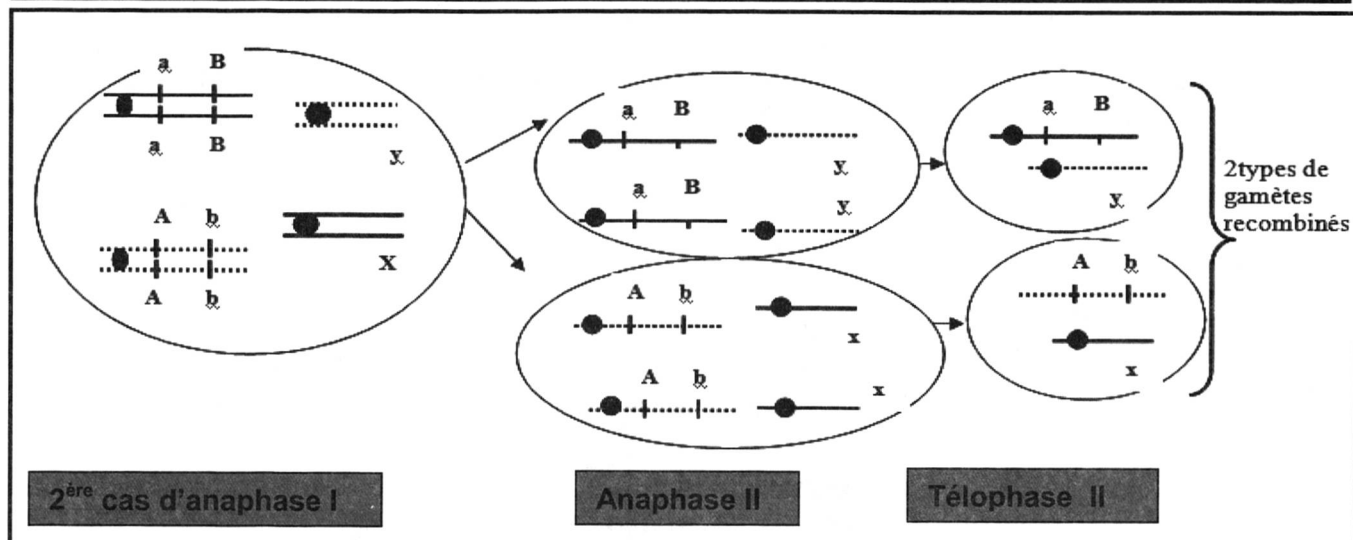 a B
a B
y
A b
A b
X
a B
y
a B
y
A b
x
A b
x
a B
y
A b
x
2types de
gamètes
recombinés
2ère cas d'anaphase I
Anaphase II
Télophase II